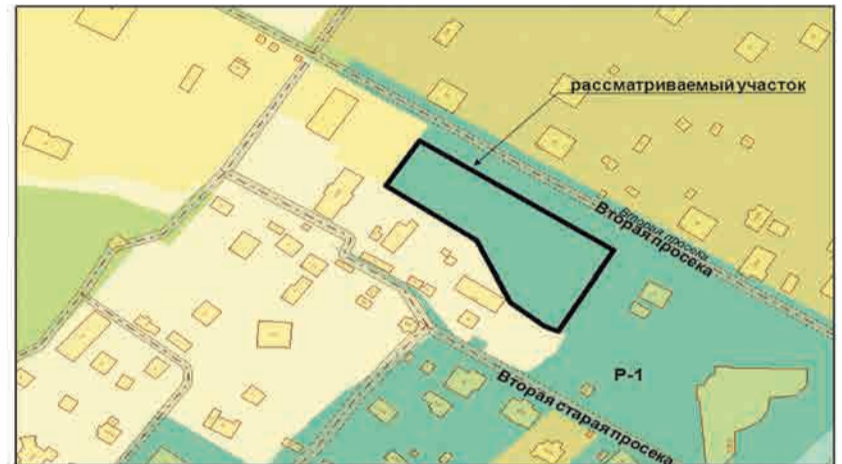 рассматриваемый участок
Вторая просека
Вторая просека
Р-1
Вторая старая просека